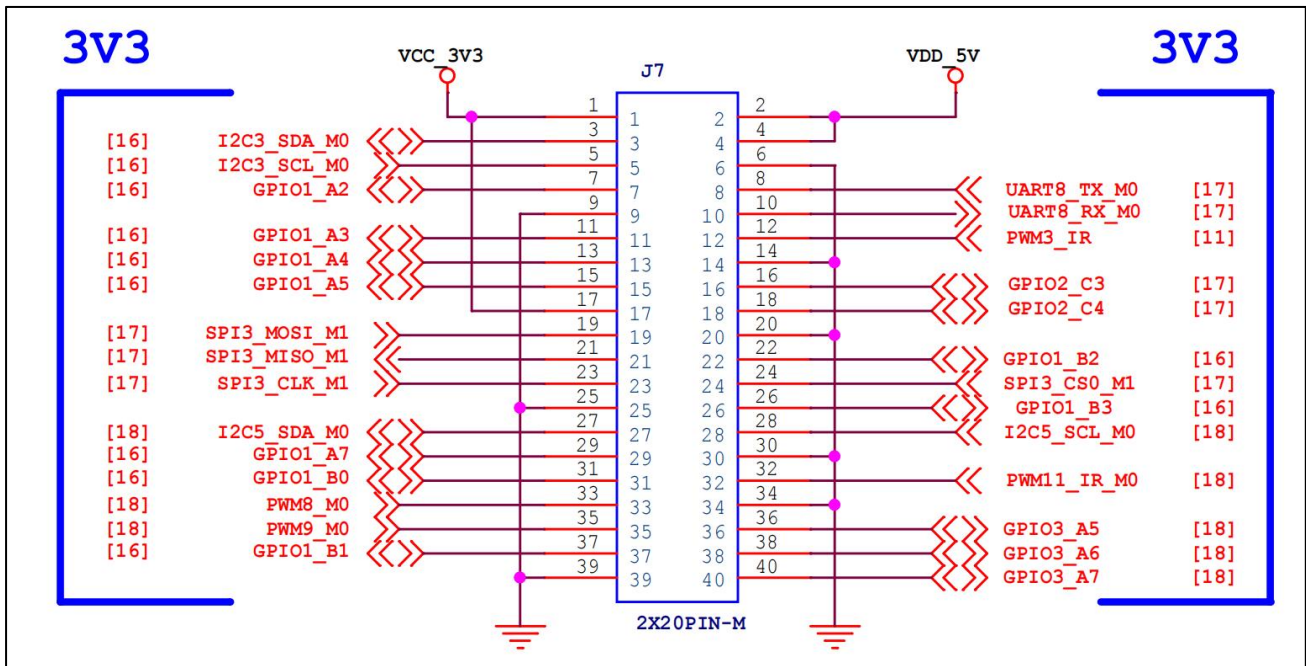 3V3
3V3
VCC_3V3
VDD_5V
J7
1 1 2 2
[16] I2C3_SDA_M0 3 3 4 4
[16] I2C3_SCL_M0 5 5 6 6
[16] GPIO1_A2 7 7 8 8 UART8_TX_M0 [17]
9 9 10 10 UART8_RX_M0 [17]
[16] GPIO1_A3 11 11 12 12 PWM3_IR [11]
[16] GPIO1_A4 13 13 14 14
[16] GPIO1_A5 15 15 16 16 GPIO2_C3 [17]
17 17 18 18 GPIO2_C4 [17]
[17] SPI3_MOSI_M1 19 19 20 20
[17] SPI3_MISO_M1 21 21 22 22 GPIO1_B2 [16]
[17] SPI3_CLK_M1 23 23 24 24 SPI3_CS0_M1 [17]
25 25 26 26 GPIO1_B3 [16]
[18] I2C5_SDA_M0 27 27 28 28 I2C5_SCL_M0 [18]
[16] GPIO1_A7 29 29 30 30
[16] GPIO1_B0 31 31 32 32 PWM11_IR_M0 [18]
[18] PWM8_M0 33 33 34 34
[18] PWM9_M0 35 35 36 36 GPIO3_A5 [18]
[16] GPIO1_B1 37 37 38 38 GPIO3_A6 [18]
39 39 40 40 GPIO3_A7 [18]
2X20PIN-M